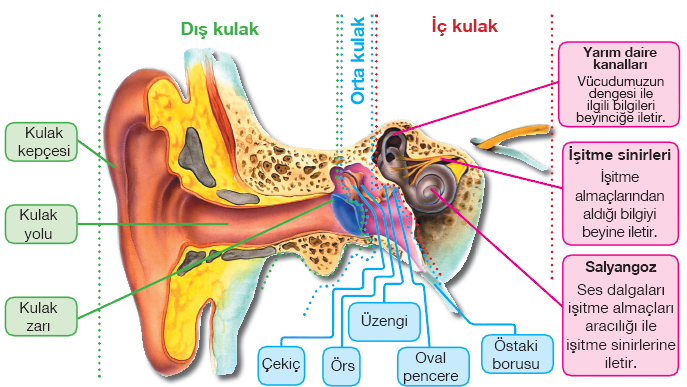 Dış kulak
Orta kulak
İç kulak
Kulak
kepçesi
Kulak
yolu
Kulak
zarı
Çekiç
Örs
Üzengi
Oval
pencere
Östaki
borusu
Yarım daire
kanalları
Vücudumuzun
dengesi ile
ilgili bilgileri
beyinciğe iletir.
İşitme sinirleri
İşitme
almaçlarından
aldığı bilgiyi
beyine iletir.
Salyangoz
Ses dalgaları
işitme almaçları
aracılığı ile
işitme sinirlerine
iletir.